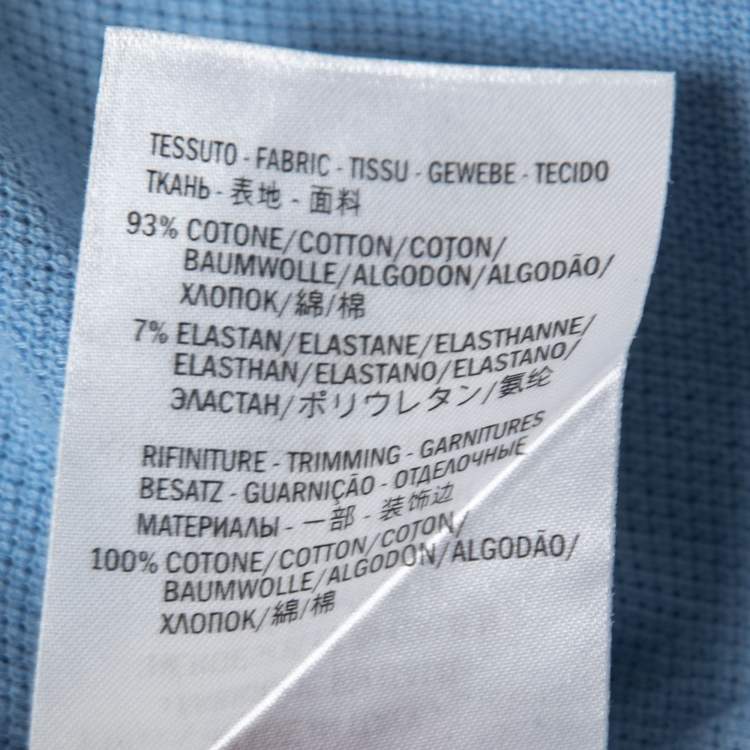 TESSUTO - FABRIC - TISSU - GEWEBE - TECIDO
ТКАНЬ - 表地 - 面料
93% COTONE/COTTON/COTON/
BAUMWOLLE/ALGODON/ALGODÃO/
ХЛОПОК/綿/棉
7% ELASTAN/ELASTANE/ELASTHANNE/
ELASTHAN/ELASTANO/ELASTANO/
ЭЛАСТАН/ポリウレタン/氨纶
RIFINITURE - TRIMMING - GARNITURES
BESATZ - GUARNIÇÃO - ОТДЕЛОЧНЫЕ
МАТЕРИАЛЫ - 一部 - 装饰边
100% COTONE/COTTON/COTON/
BAUMWOLLE/ALGODON/ALGODÃO/
ХЛОПОК/綿/棉